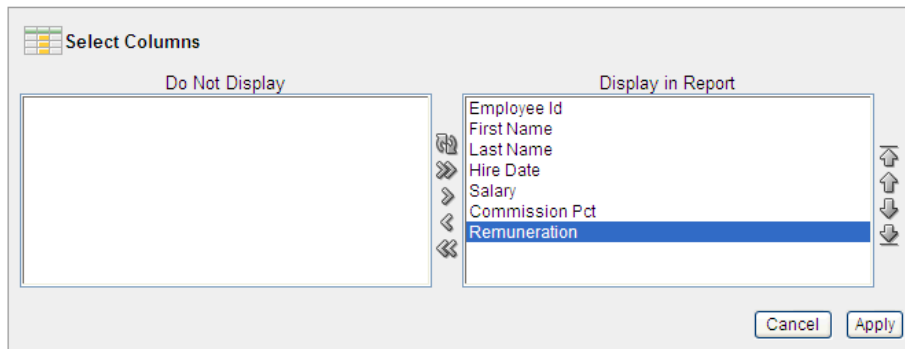 Select Columns
Do Not Display
Display in Report
Employee Id
First Name
Last Name
Hire Date
Salary
Commission Pct
Remuneration
Cancel
Apply